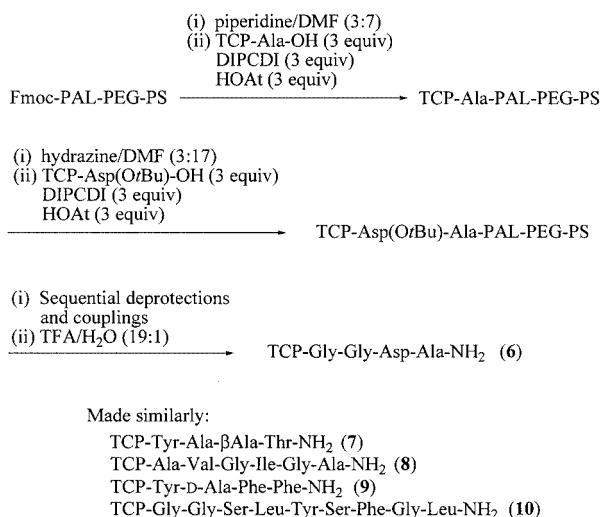 (i) piperidine/DMF (3:7)
(ii) TCP-Ala-OH (3 equiv)
DIPCDI (3 equiv)
HOAt (3 equiv)
Fmoc-PAL-PEG-PS
TCP-Ala-PAL-PEG-PS
(i) hydrazine/DMF (3:17)
(ii) TCP-Asp(OtBu)-OH (3 equiv)
DIPCDI (3 equiv)
HOAt (3 equiv)
TCP-Asp(OtBu)-Ala-PAL-PEG-PS
(i) Sequential deprotections
and couplings
(ii) TFA/H₂O (19:1)
TCP-Gly-Gly-Asp-Ala-NH₂ (6)
Made similarly:
TCP-Tyr-Ala-βAla-Thr-NH₂ (7)
TCP-Ala-Val-Gly-Ile-Gly-Ala-NH₂ (8)
TCP-Tyr-D-Ala-Phe-Phe-NH₂ (9)
TCP-Gly-Gly-Ser-Leu-Tyr-Ser-Phe-Gly-Leu-NH₂ (10)